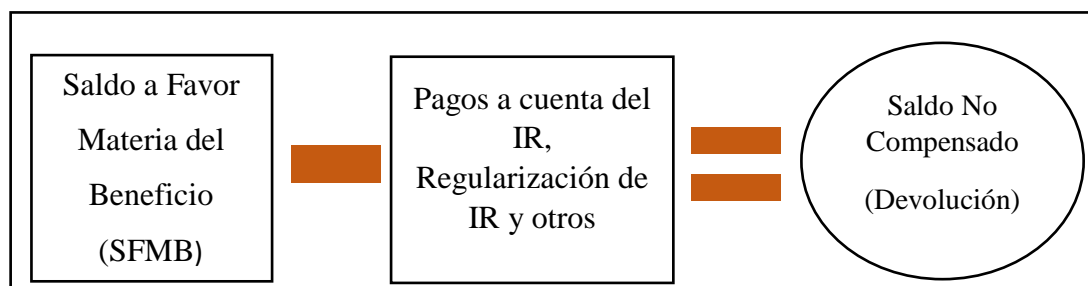 Saldo a Favor
Materia del
Beneficio
(SFMB)
Pagos a cuenta del
IR,
Regularización de
IR y otros
Saldo No
Compensado
(Devolución)